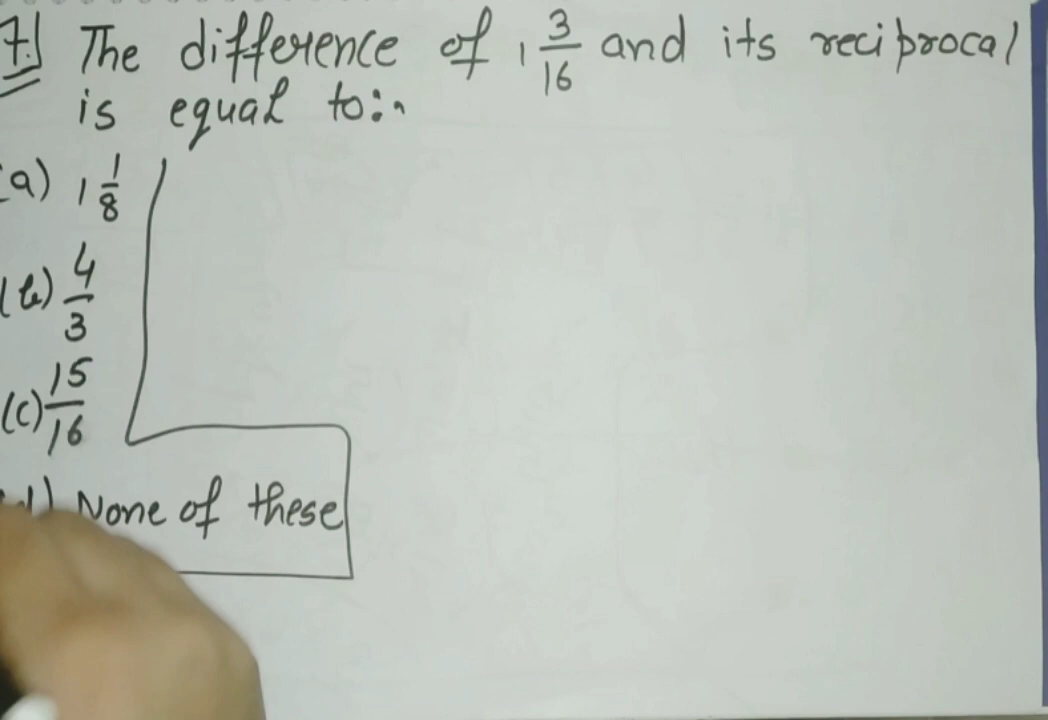 7.] The difference of 1 3/16 and its reciprocal
is equal to:-
(a) 1 1/8
(b) 4/3
(c) 15/16
(d) None of these